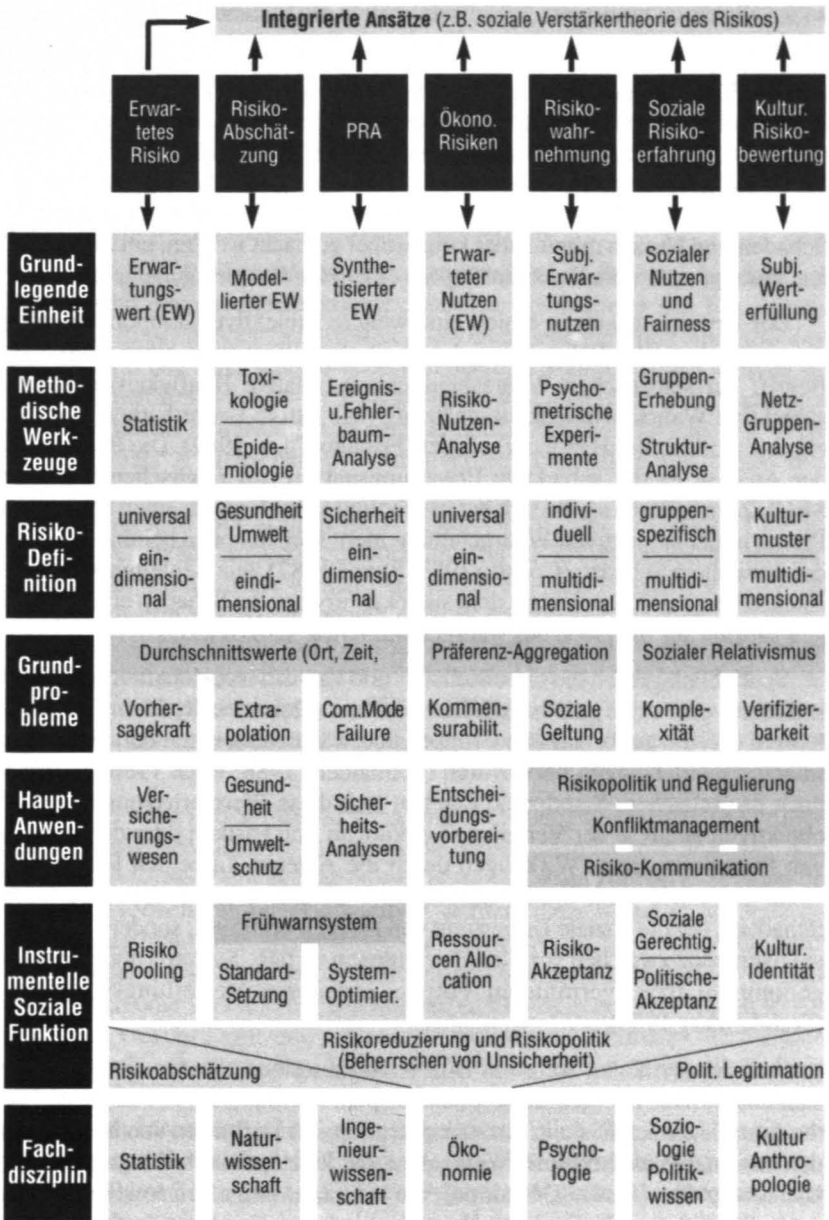 Integrierte Ansätze (z.B. soziale Verstärkertheorie des Risikos)
Erwar-
tetes
Risiko
Risiko-
Abschät-
zung
PRA
Ökono.
Risiken
Risiko-
wahr-
nehmung
Soziale
Risiko-
erfahrung
Kultur.
Risiko-
bewertung
Grund-
legende
Einheit
Erwar-
tungs-
wert (EW)
Model-
lierter EW
Synthe-
tisierter
EW
Erwar-
teter
Nutzen
(EW)
Subj.
Erwar-
tungs-
nutzen
Sozialer
Nutzen
und
Fairness
Subj.
Wert-
erfüllung
Metho-
dische
Werk-
zeuge
Statistik
Toxi-
kologie
Epide-
miologie
Ereignis-
u.Fehler-
baum-
Analyse
Risiko-
Nutzen-
Analyse
Psycho-
metrische
Experi-
mente
Gruppen-
Erhebung
Struktur-
Analyse
Netz-
Gruppen-
Analyse
Risiko-
Defi-
nition
universal
ein-
dimensio-
nal
Gesundheit
Umwelt
eindi-
mensional
Sicherheit
ein-
dimensio-
nal
universal
ein-
dimensio-
nal
indivi-
duell
multidi-
mensional
gruppen-
spezifisch
multidi-
mensional
Kultur-
muster
multidi-
mensional
Grund-
pro-
bleme
Durchschnittswerte (Ort, Zeit,
Präferenz-Aggregation
Sozialer Relativismus
Vorher-
sagekraft
Extra-
polation
Com.Mode
Failure
Kommen-
surabilit.
Soziale
Geltung
Komple-
xität
Verifizier-
barkeit
Haupt-
Anwen-
dungen
Ver-
sicherungs-
wesen
Gesund-
heit
Umwelt-
schutz
Sicher-
heits-
Analysen
Entschei-
dungs-
vorberei-
tung
Risikopolitik und Regulierung
Konfliktmanagement
Risiko-Kommunikation
Instru-
mentelle
Soziale
Funktion
Risiko
Pooling
Frühwarnsystem
Standard-
Setzung
System-
Optimier.
Ressour-
cen Allo-
cation
Risiko-
Akzeptanz
Soziale
Gerechtig.
Politische-
Akzeptanz
Kultur.
Identität
Risikoreduzierung und Risikopolitik
(Beherrschen von Unsicherheit)
Risikoabschätzung
Polit. Legitimation
Fach-
disziplin
Statistik
Natur-
wissen-
schaft
Inge-
nieur-
wissen-
schaft
Öko-
nomie
Psycho-
logie
Sozio-
logie
Politik-
wissen
Kultur
Anthro-
pologie